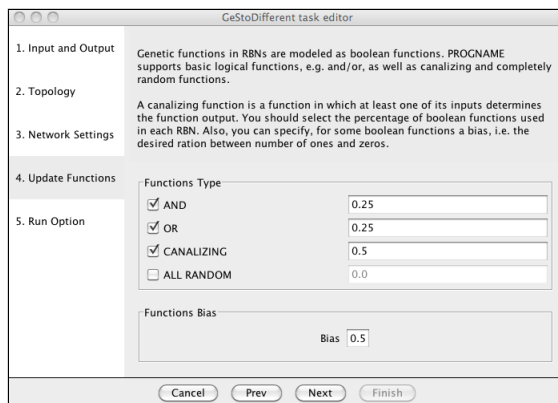 GeStoDifferent task editor
1. Input and Output
2. Topology
3. Network Settings
4. Update Functions
5. Run Option
Genetic functions in RBNs are modeled as boolean functions. PROGNAME
supports basic logical functions, e.g. and/or, as well as canalizing and completely
random functions.
A canalizing function is a function in which at least one of its inputs determines
the function output. You should select the percentage of boolean functions used
in each RBN. Also, you can specify, for some boolean functions a bias, i.e. the
desired ration between number of ones and zeros.
Functions Type
AND 0.25
OR 0.25
CANALIZING 0.5
ALL RANDOM 0.0
Functions Bias
Bias 0.5
Cancel Prev Next Finish